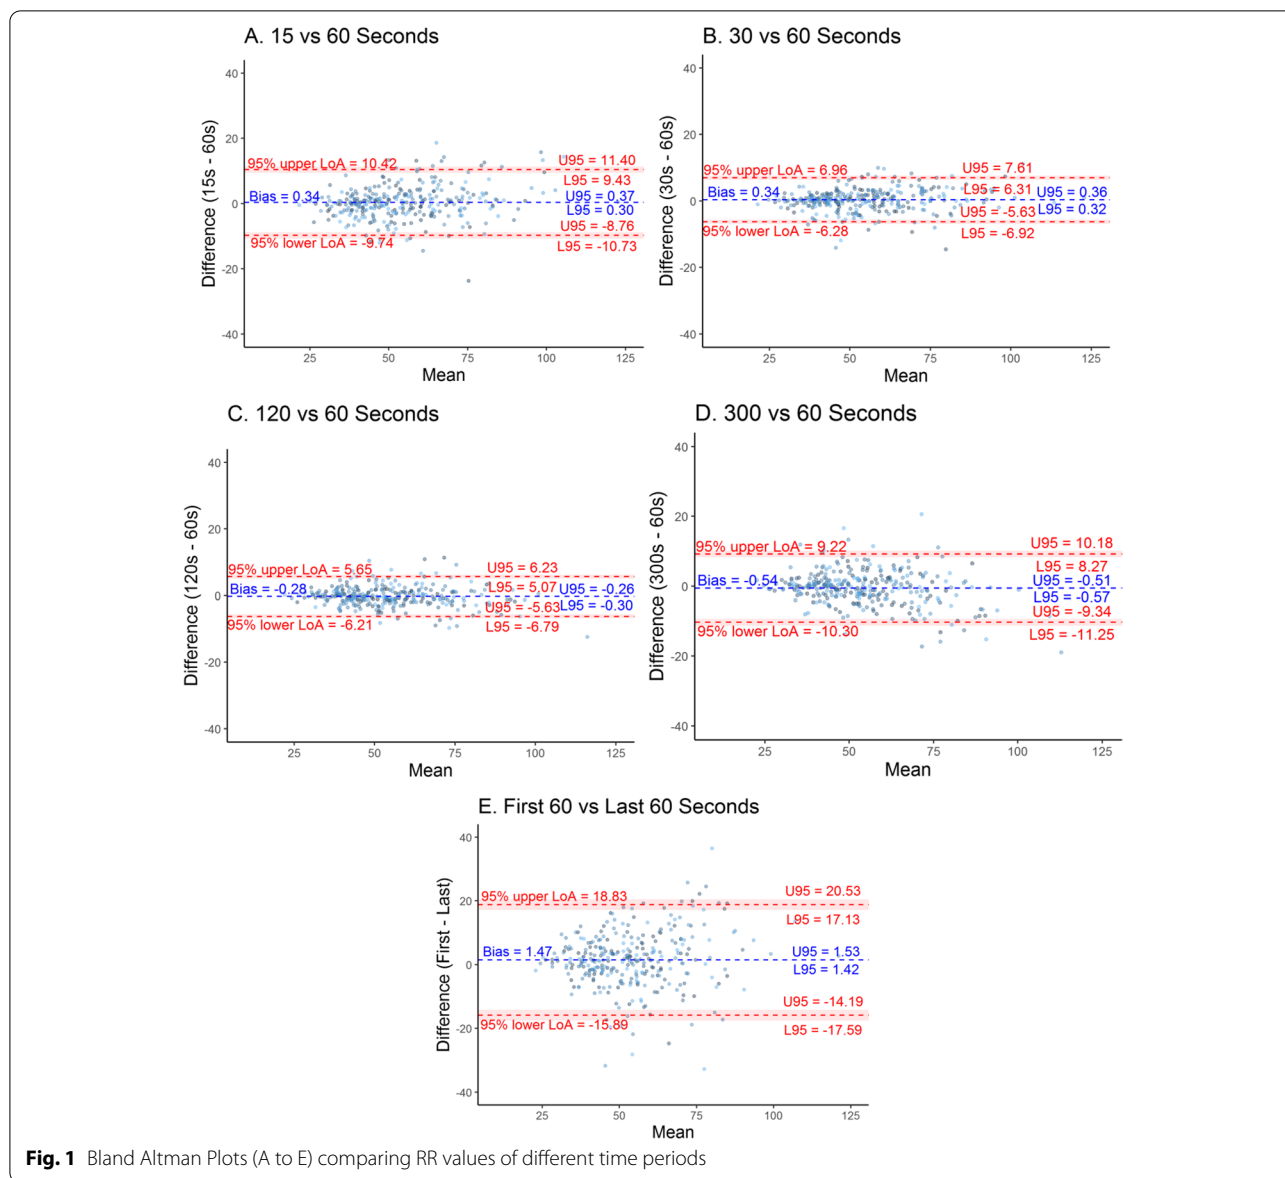 A. 15 vs 60 Seconds
Difference (15s - 60s)
40
20
0
-20
-40
95% upper LoA = 10.42
U95 = 11.40
L95 = 9.43
Bias = 0.34
U95 = 0.37
L95 = 0.30
U95 = -8.76
95% lower LoA = -9.74
L95 = -10.73
25 50 75 100 125
Mean
B. 30 vs 60 Seconds
Difference (30s - 60s)
40
20
0
-20
-40
95% upper LoA = 6.96
U95 = 7.61
L95 = 6.31
Bias = 0.34
U95 = 0.36
L95 = 0.32
U95 = -5.63
95% lower LoA = -6.28
L95 = -6.92
25 50 75 100 125
Mean
C. 120 vs 60 Seconds
Difference (120s - 60s)
40
20
0
-20
-40
95% upper LoA = 5.65
U95 = 6.23
L95 = 5.07
Bias = -0.28
U95 = -0.26
L95 = -0.30
U95 = -5.63
95% lower LoA = -6.21
L95 = -6.79
25 50 75 100 125
Mean
D. 300 vs 60 Seconds
Difference (300s - 60s)
40
20
0
-20
-40
95% upper LoA = 9.22
U95 = 10.18
L95 = 8.27
Bias = -0.54
U95 = -0.51
L95 = -0.57
U95 = -9.34
95% lower LoA = -10.30
L95 = -11.25
25 50 75 100 125
Mean
E. First 60 vs Last 60 Seconds
Difference (First - Last)
40
20
0
-20
-40
95% upper LoA = 18.83
U95 = 20.53
L95 = 17.13
Bias = 1.47
U95 = 1.53
L95 = 1.42
U95 = -14.19
95% lower LoA = -15.89
L95 = -17.59
25 50 75 100 125
Mean
Fig. 1 Bland Altman Plots (A to E) comparing RR values of different time periods